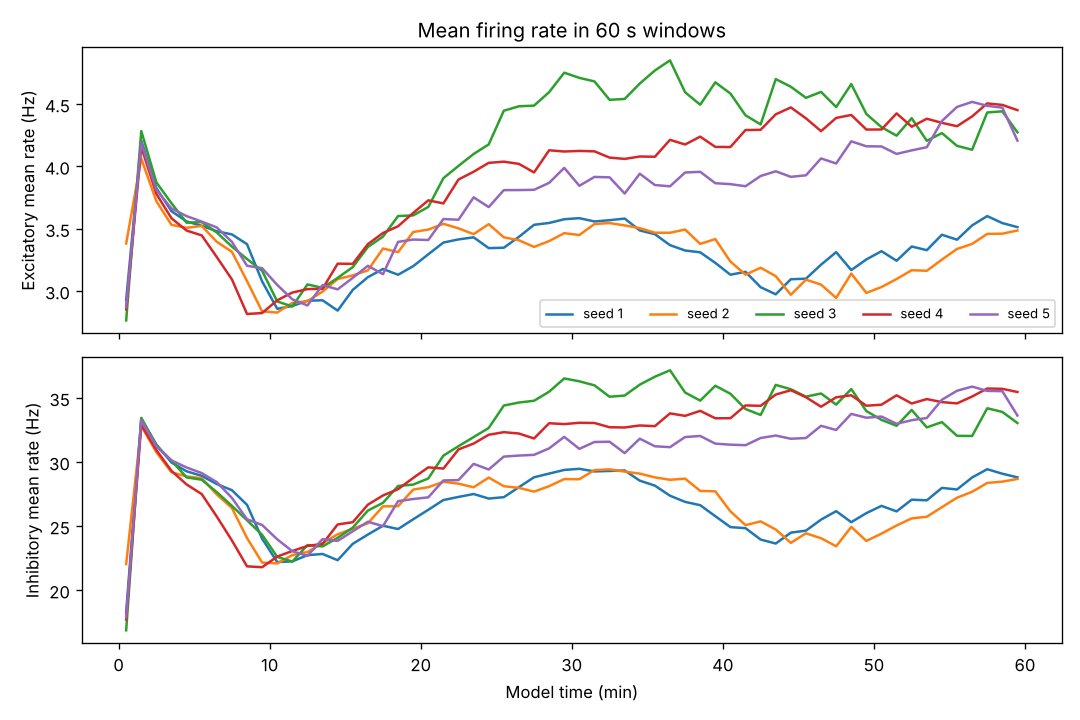 Mean firing rate in 60 s windows
Excitatory mean rate (Hz)
4.5
4.0
3.5
3.0
seed 1 seed 2 seed 3 seed 4 seed 5
Inhibitory mean rate (Hz)
35
30
25
20
0 10 20 30 40 50 60
Model time (min)